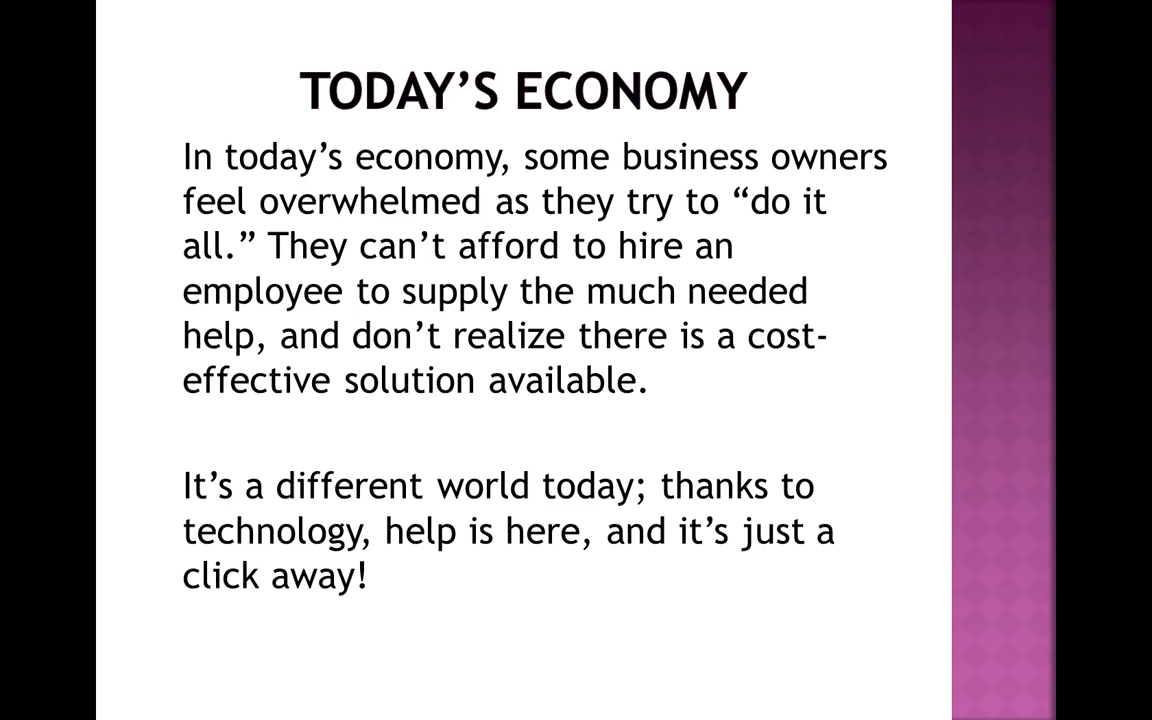 TODAY’S ECONOMY
In today’s economy, some business owners
feel overwhelmed as they try to “do it
all.” They can’t afford to hire an
employee to supply the much needed
help, and don’t realize there is a cost-
effective solution available.
It’s a different world today; thanks to
technology, help is here, and it’s just a
click away!